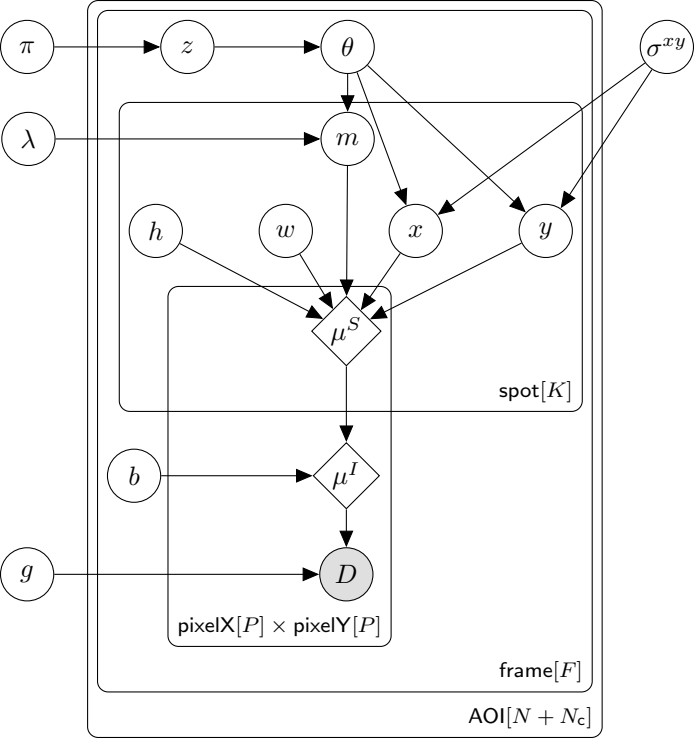 π z θ σ^{xy}
λ m
h w x y
μ^S
spot[K]
b μ^I
g D
pixelX[P] × pixelY[P]
frame[F]
AOI[N + N_c]